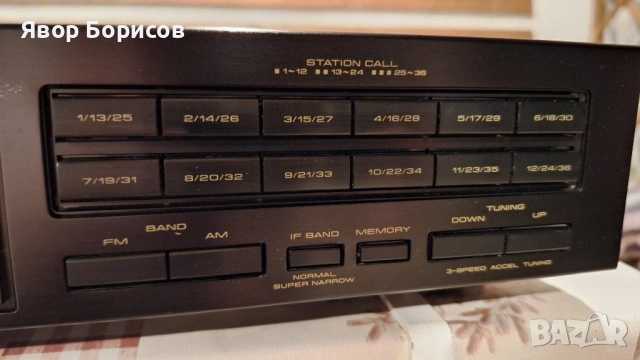 Явор Борисов
STATION CALL
1~12 13~24 25~36
1/13/25 2/14/26 3/15/27 4/16/28 5/17/29 6/18/30
7/19/31 8/20/32 9/21/33 10/22/34 11/23/35 12/24/36
BAND
FM AM
IF BAND MEMORY
NORMAL
SUPER NARROW
TUNING
DOWN UP
3-SPEED ACCEL TUNING
BAZAR